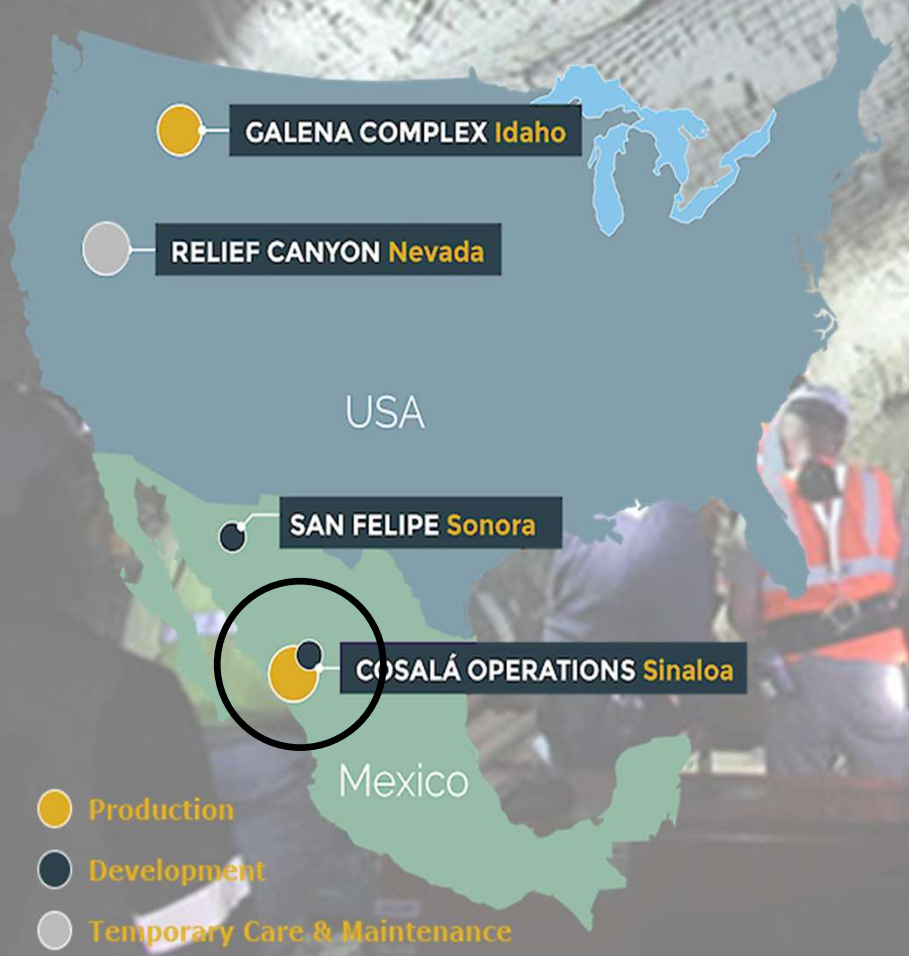 GALENA COMPLEX Idaho
RELIEF CANYON Nevada
USA
SAN FELIPE Sonora
COSALÁ OPERATIONS Sinaloa
Mexico
Production
Development
Temporary Care & Maintenance